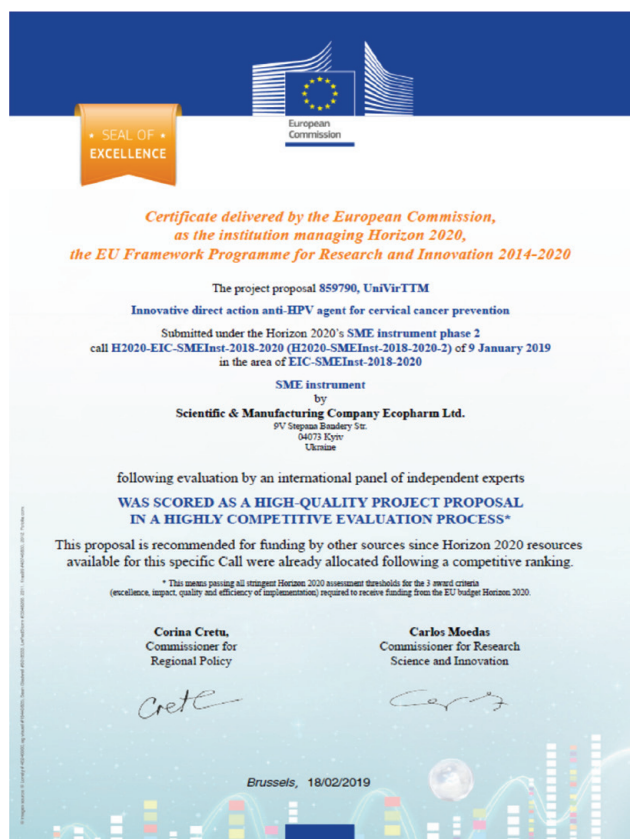 European
Commission
• SEAL OF •
EXCELLENCE
Certificate delivered by the European Commission,
as the institution managing Horizon 2020,
the EU Framework Programme for Research and Innovation 2014-2020
The project proposal 859790, UniVirTTM
Innovative direct action anti-HPV agent for cervical cancer prevention
Submitted under the Horizon 2020's SME instrument phase 2
call H2020-EIC-SMEInst-2018-2020 (H2020-SMEInst-2018-2020-2) of 9 January 2019
in the area of EIC-SMEInst-2018-2020
SME instrument
by
Scientific & Manufacturing Company Ecopharm Ltd.
9V Stepana Bandery Str.
04073 Kyiv
Ukraine
following evaluation by an international panel of independent experts
WAS SCORED AS A HIGH-QUALITY PROJECT PROPOSAL
IN A HIGHLY COMPETITIVE EVALUATION PROCESS*
This proposal is recommended for funding by other sources since Horizon 2020 resources
available for this specific Call were already allocated following a competitive ranking.
* This means passing all stringent Horizon 2020 assessment thresholds for the 3 award criteria
(excellence, impact, quality and efficiency of implementation) required to receive funding from the EU budget Horizon 2020.
Corina Cretu,
Commissioner for
Regional Policy
Carlos Moedas
Commissioner for Research
Science and Innovation
Brussels, 18/02/2019